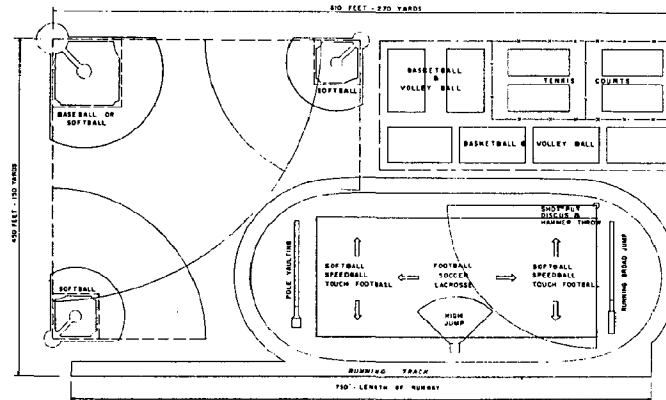 810 FEET - 270 YARDS
450 FEET - 150 YARDS
BASEBALL OR
SOFTBALL
SOFTBALL
BASKETBALL
&
VOLLEY BALL
TENNIS COURTS
BASKETBALL & VOLLEY BALL
SHOT PUT
DISCUS &
HAMMER THROW
POLE VAULTING
SOFTBALL
SPEEDBALL
TOUCH FOOTBALL
FOOTBALL
SOCCER
LACROSSE
SOFTBALL
SPEEDBALL
TOUCH FOOTBALL
RUNNING BROAD JUMP
HIGH
JUMP
SOFTBALL
RUNNING TRACK
750' - LENGTH OF RUNWAY